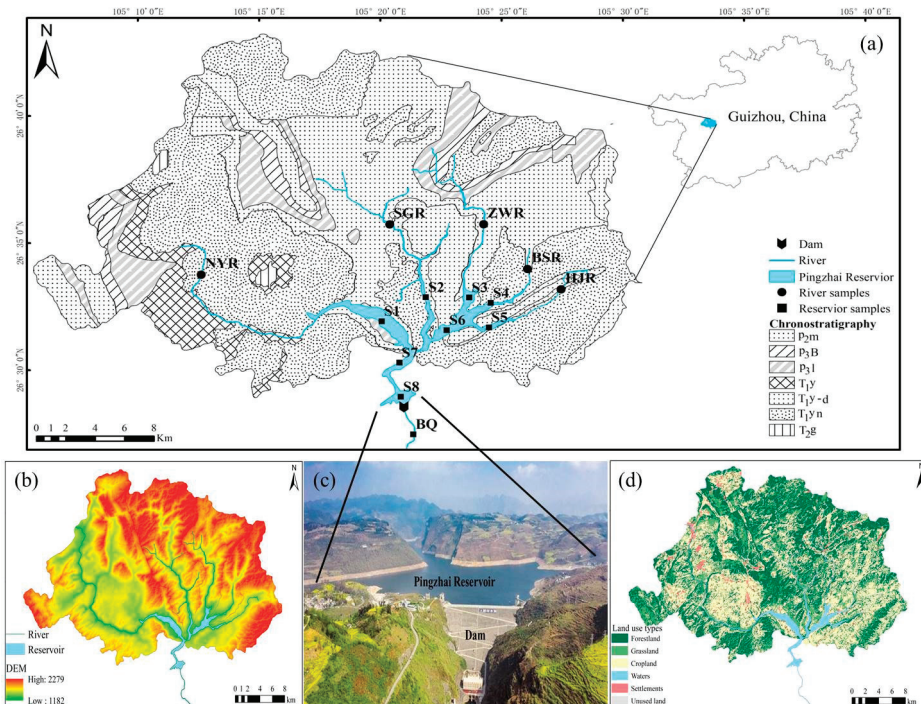 105° 10′0″E
105° 15′0″E
105° 20′0″E
105° 25′0″E
105° 30′0″E
105° 35′0″E
105° 40′0″E
N
(a)
26° 40′0″N
26° 35′0″N
26° 30′0″N
Guizhou, China
SGR
ZWR
NYR
BSR
HJR
S1
S2
S3
S4
S5
S6
S7
S8
BQ
Dam
River
Pingzhai Reservior
River samples
Reservior samples
Chronostratigraphy
P₂m
P₃B
P₃l
T₁y
T₁y-d
T₁yn
T₂g
0 1 2 4 6 8
Km
(b)
N
River
Reservoir
DEM
High: 2279
Low : 1182
0 1 2 4 6 8
km
(c)
Pingzhai Reservoir
Dam
(d)
Land use types
Forestland
Grassland
Cropland
Waters
Settlements
Unused land
0 1 2 4 6 8
km